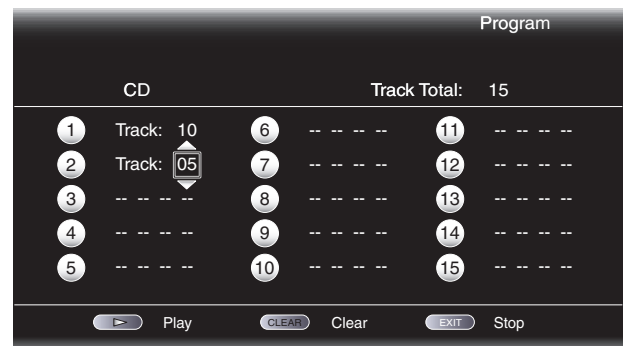 Program
CD Track Total: 15
1 Track: 10 6 -- -- -- -- 11 -- -- -- --
2 Track: 05 7 -- -- -- -- 12 -- -- -- --
3 -- -- -- -- 8 -- -- -- -- 13 -- -- -- --
4 -- -- -- -- 9 -- -- -- -- 14 -- -- -- --
5 -- -- -- -- 10 -- -- -- -- 15 -- -- -- --
Play CLEAR Clear EXIT Stop